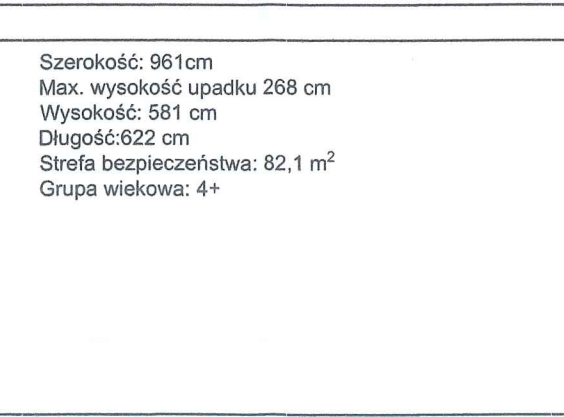 Szerokość: 961cm
Max. wysokość upadku 268 cm
Wysokość: 581 cm
Długość:622 cm
Strefa bezpieczeństwa: 82,1 m²
Grupa wiekowa: 4+